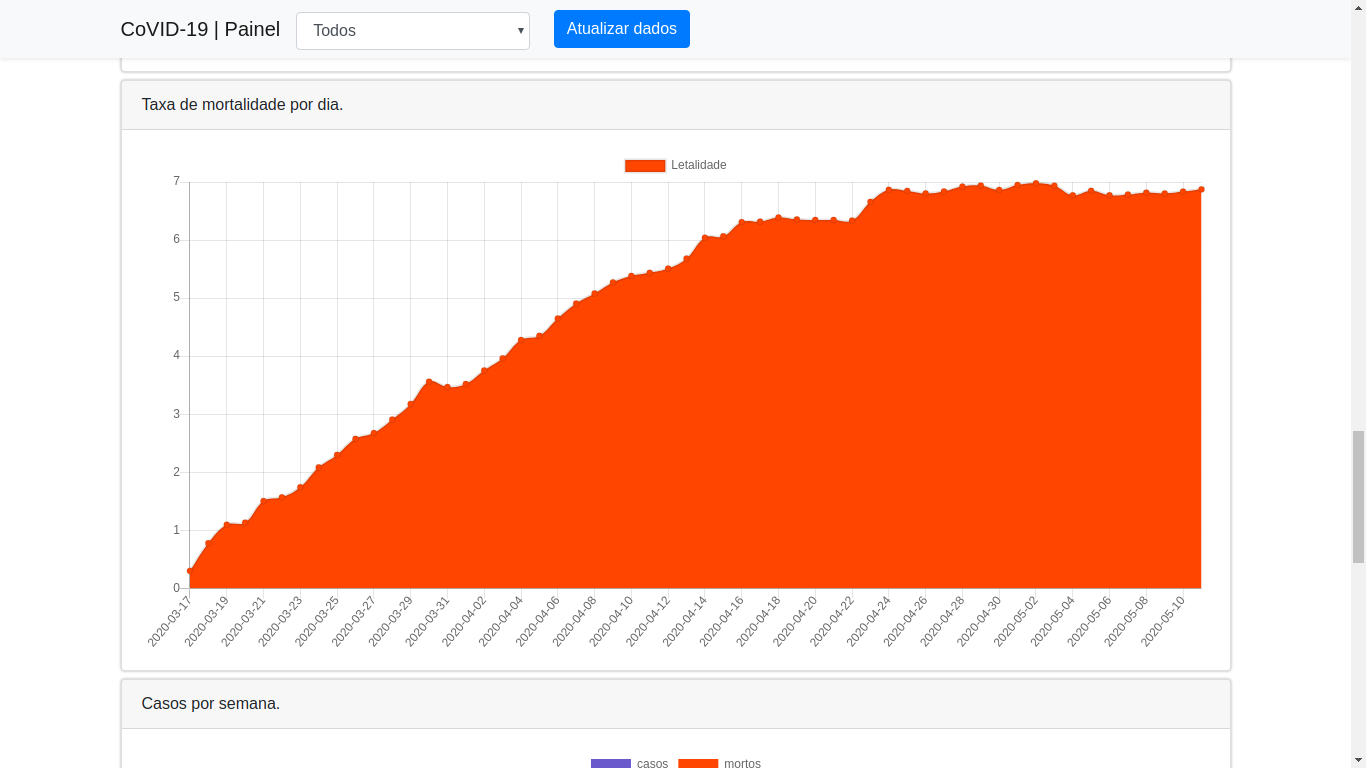 CoVID-19 | Painel Todos ▾ Atualizar dados
Taxa de mortalidade por dia.
Letalidade
7
6
5
4
3
2
1
0
2020-03-17 2020-03-19 2020-03-21 2020-03-23 2020-03-25 2020-03-27 2020-03-29 2020-03-31 2020-04-02 2020-04-04 2020-04-06 2020-04-08 2020-04-10 2020-04-12 2020-04-14 2020-04-16 2020-04-18 2020-04-20 2020-04-22 2020-04-24 2020-04-26 2020-04-28 2020-04-30 2020-05-02 2020-05-04 2020-05-06 2020-05-08 2020-05-10
Casos por semana.
casos mortos